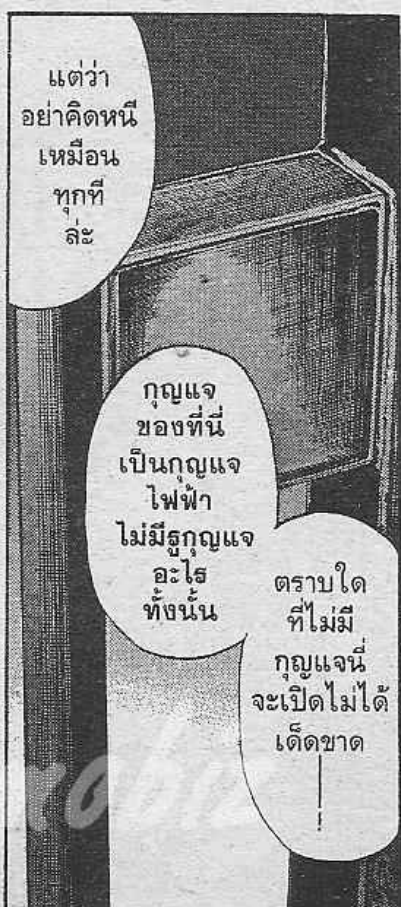 แต่ว่า
อย่าคิดหนี
เหมือน
ทุกที
ล่ะ
กุญแจ
ของที่นี่
เป็นกุญแจ
ไฟฟ้า
ไม่มีรูกุญแจ
อะไร
ทั้งนั้น
ตราบใด
ที่ไม่มี
กุญแจนี่
จะเปิดไม่ได้
เด็ดขาด
—!